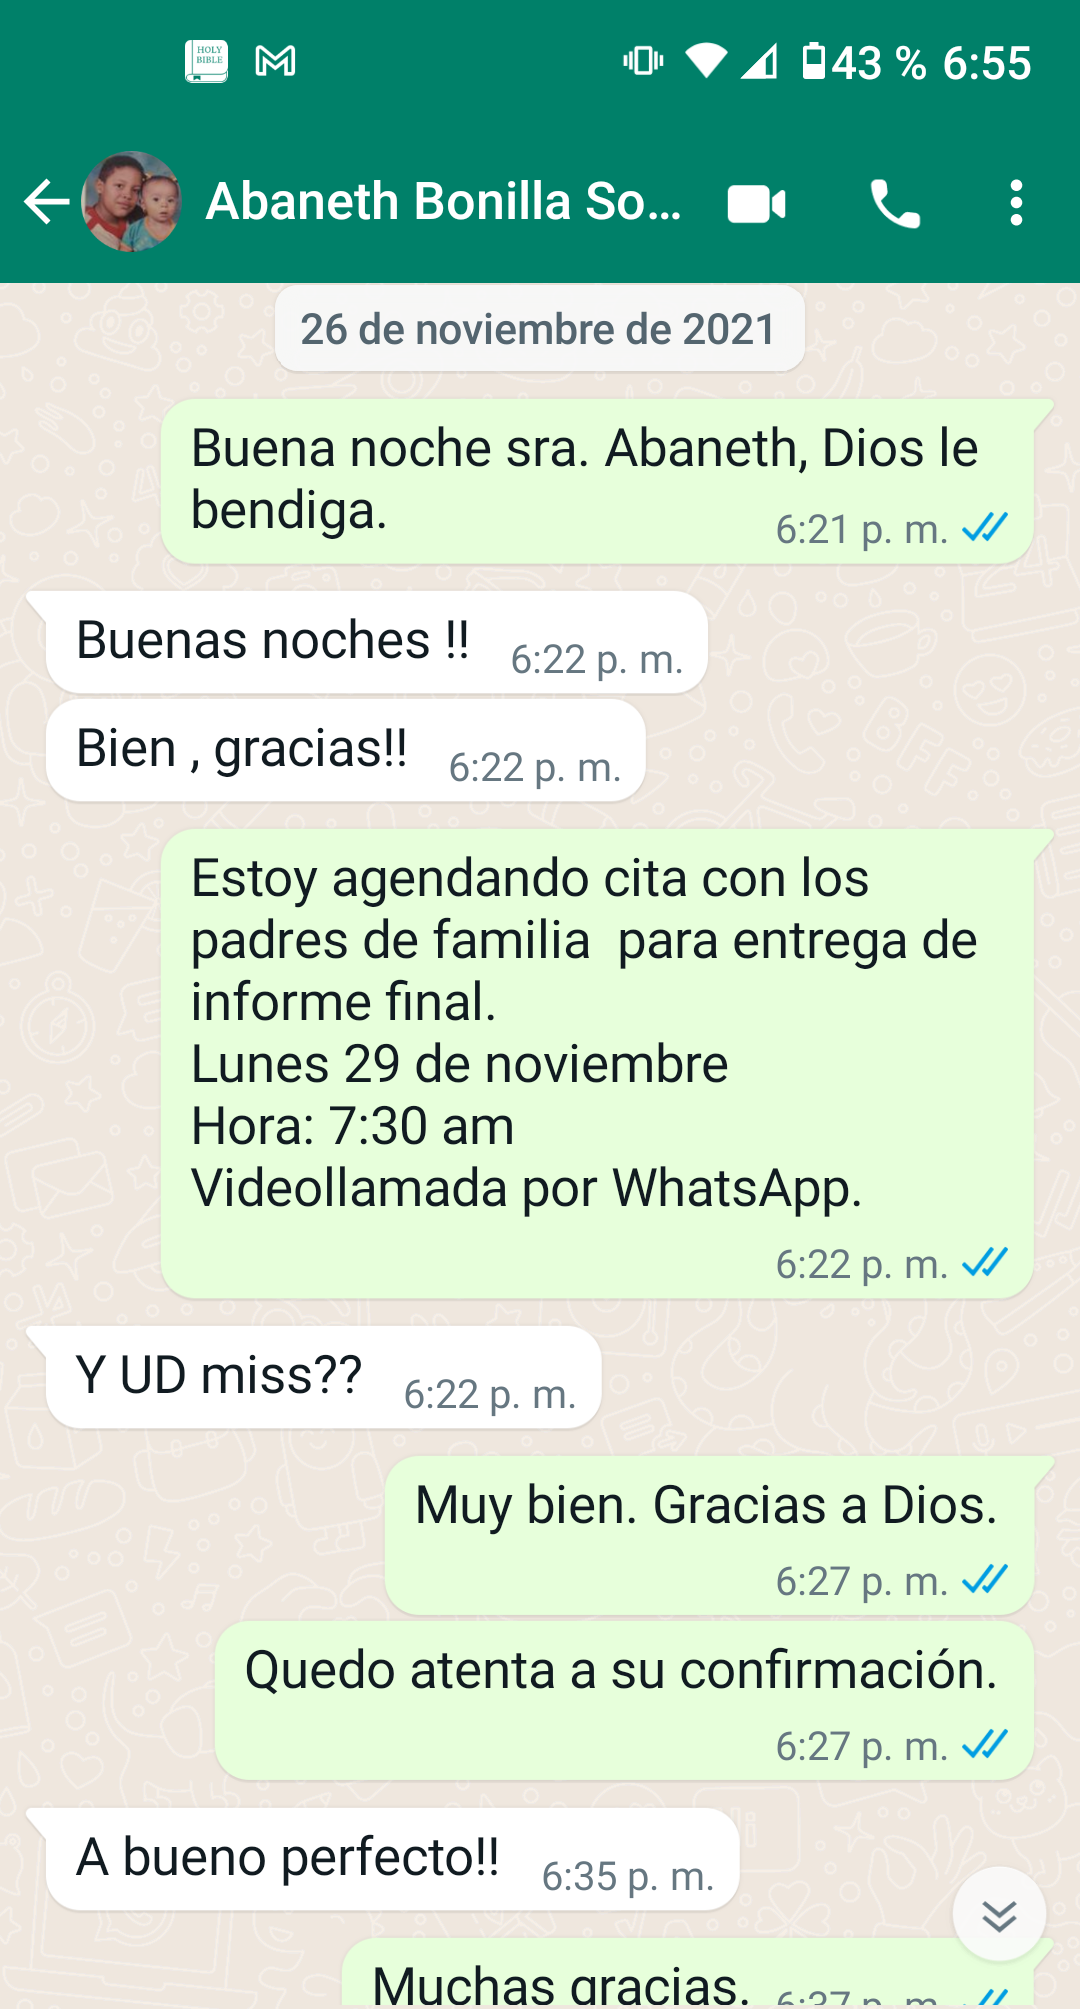 HOLY
BIBLE
43 % 6:55
Abaneth Bonilla So...
26 de noviembre de 2021
Buena noche sra. Abaneth, Dios le
bendiga.
6:21 p. m.
Buenas noches !!
6:22 p. m.
Bien , gracias!!
6:22 p. m.
Estoy agendando cita con los
padres de familia  para entrega de
informe final.
Lunes 29 de noviembre
Hora: 7:30 am
Videollamada por WhatsApp.
6:22 p. m.
Y UD miss??
6:22 p. m.
Muy bien. Gracias a Dios.
6:27 p. m.
Quedo atenta a su confirmación.
6:27 p. m.
A bueno perfecto!!
6:35 p. m.
Muchas gracias.
6:37 p. m.